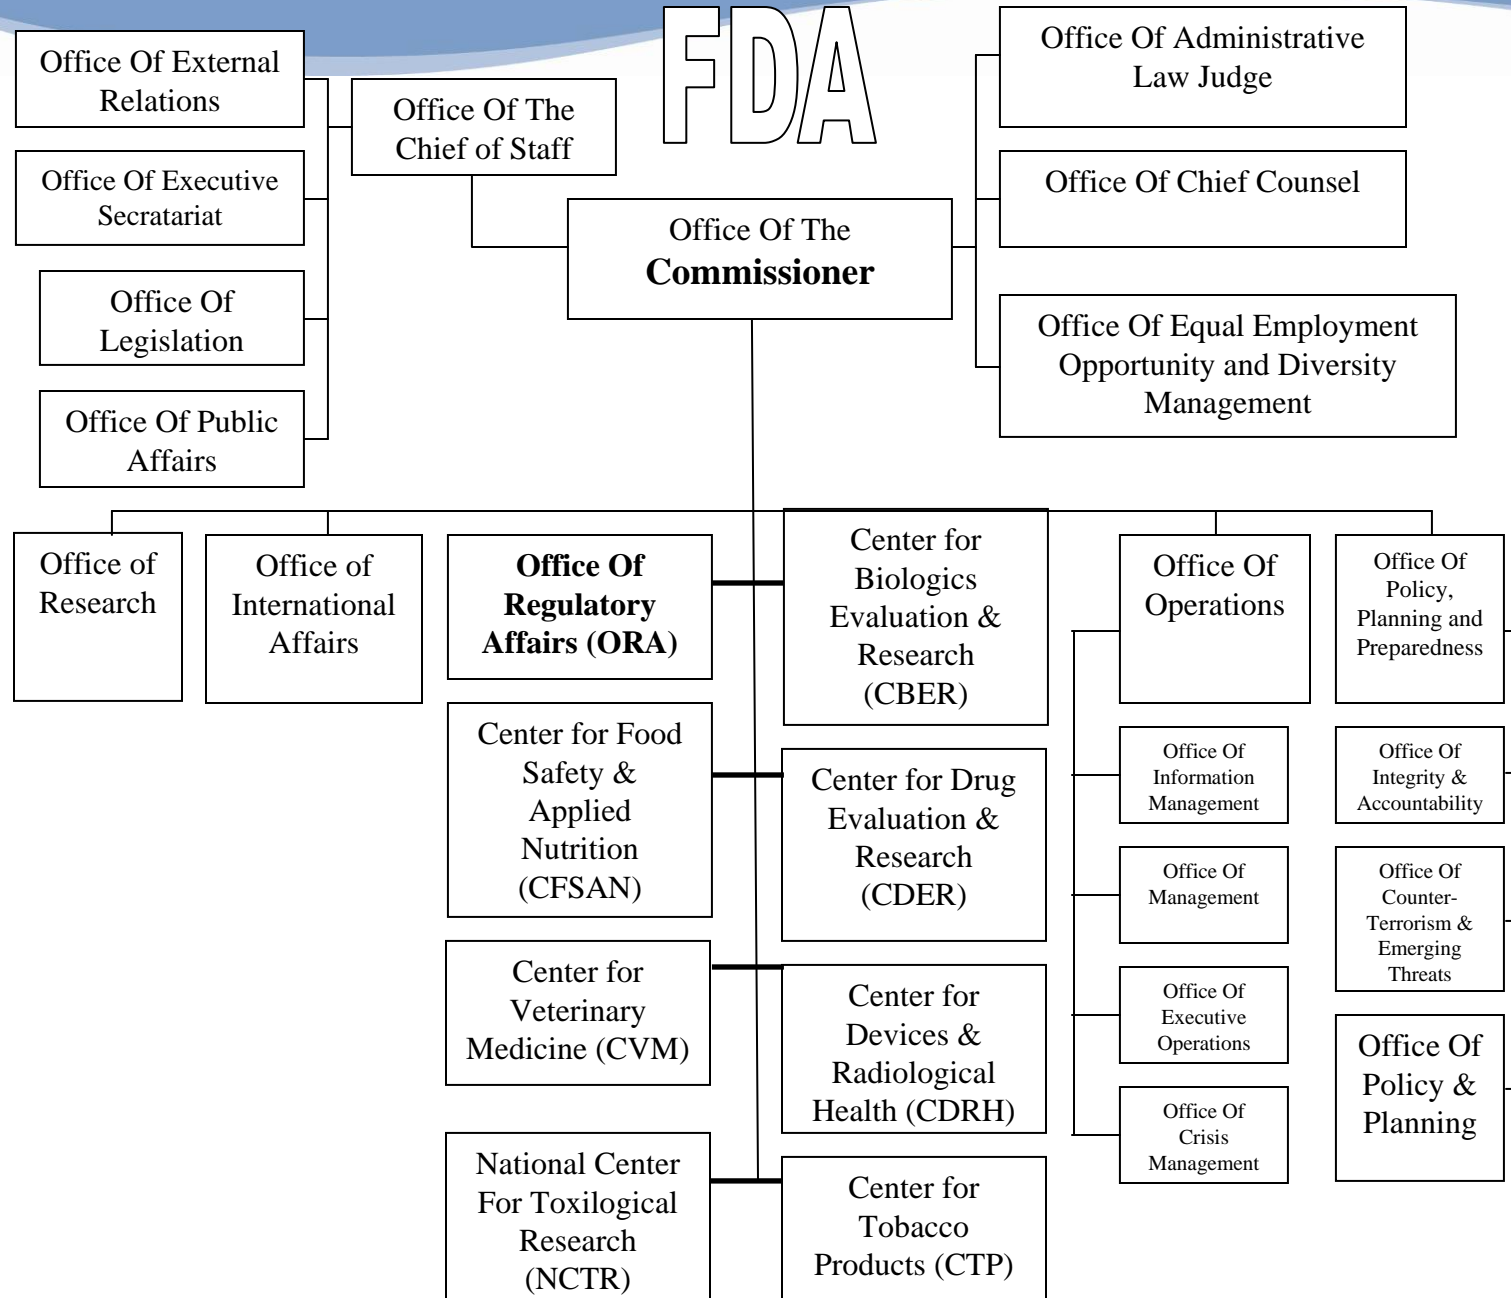 FDA
Office Of External
Relations
Office Of The
Chief of Staff
Office Of Administrative
Law Judge
Office Of Executive
Secratariat
Office Of Chief Counsel
Office Of The
Commissioner
Office Of
Legislation
Office Of Equal Employment
Opportunity and Diversity
Management
Office Of Public
Affairs
Office of
Research
Office of
International
Affairs
Office Of
Regulatory
Affairs (ORA)
Center for
Biologics
Evaluation &
Research
(CBER)
Office Of
Operations
Office Of
Policy,
Planning and
Preparedness
Center for Food
Safety &
Applied
Nutrition
(CFSAN)
Center for Drug
Evaluation &
Research
(CDER)
Office Of
Information
Management
Office Of
Integrity &
Accountability
Office Of
Management
Office Of
Counter-
Terrorism &
Emerging
Threats
Center for
Veterinary
Medicine (CVM)
Center for
Devices &
Radiological
Health (CDRH)
Office Of
Executive
Operations
Office Of
Policy &
Planning
Office Of
Crisis
Management
National Center
For Toxilogical
Research
(NCTR)
Center for
Tobacco
Products (CTP)